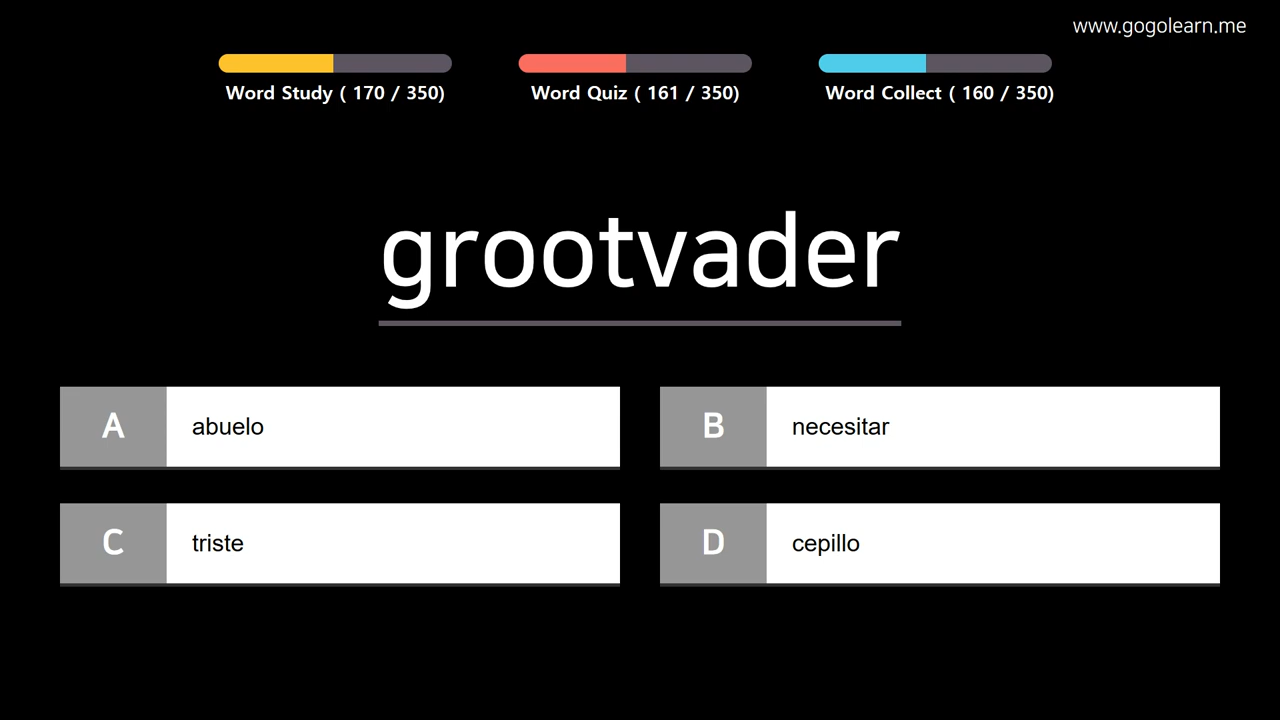 www.gogolearn.me
Word Study ( 170 / 350)
Word Quiz ( 161 / 350)
Word Collect ( 160 / 350)
grootvader
A abuelo
B necesitar
C triste
D cepillo